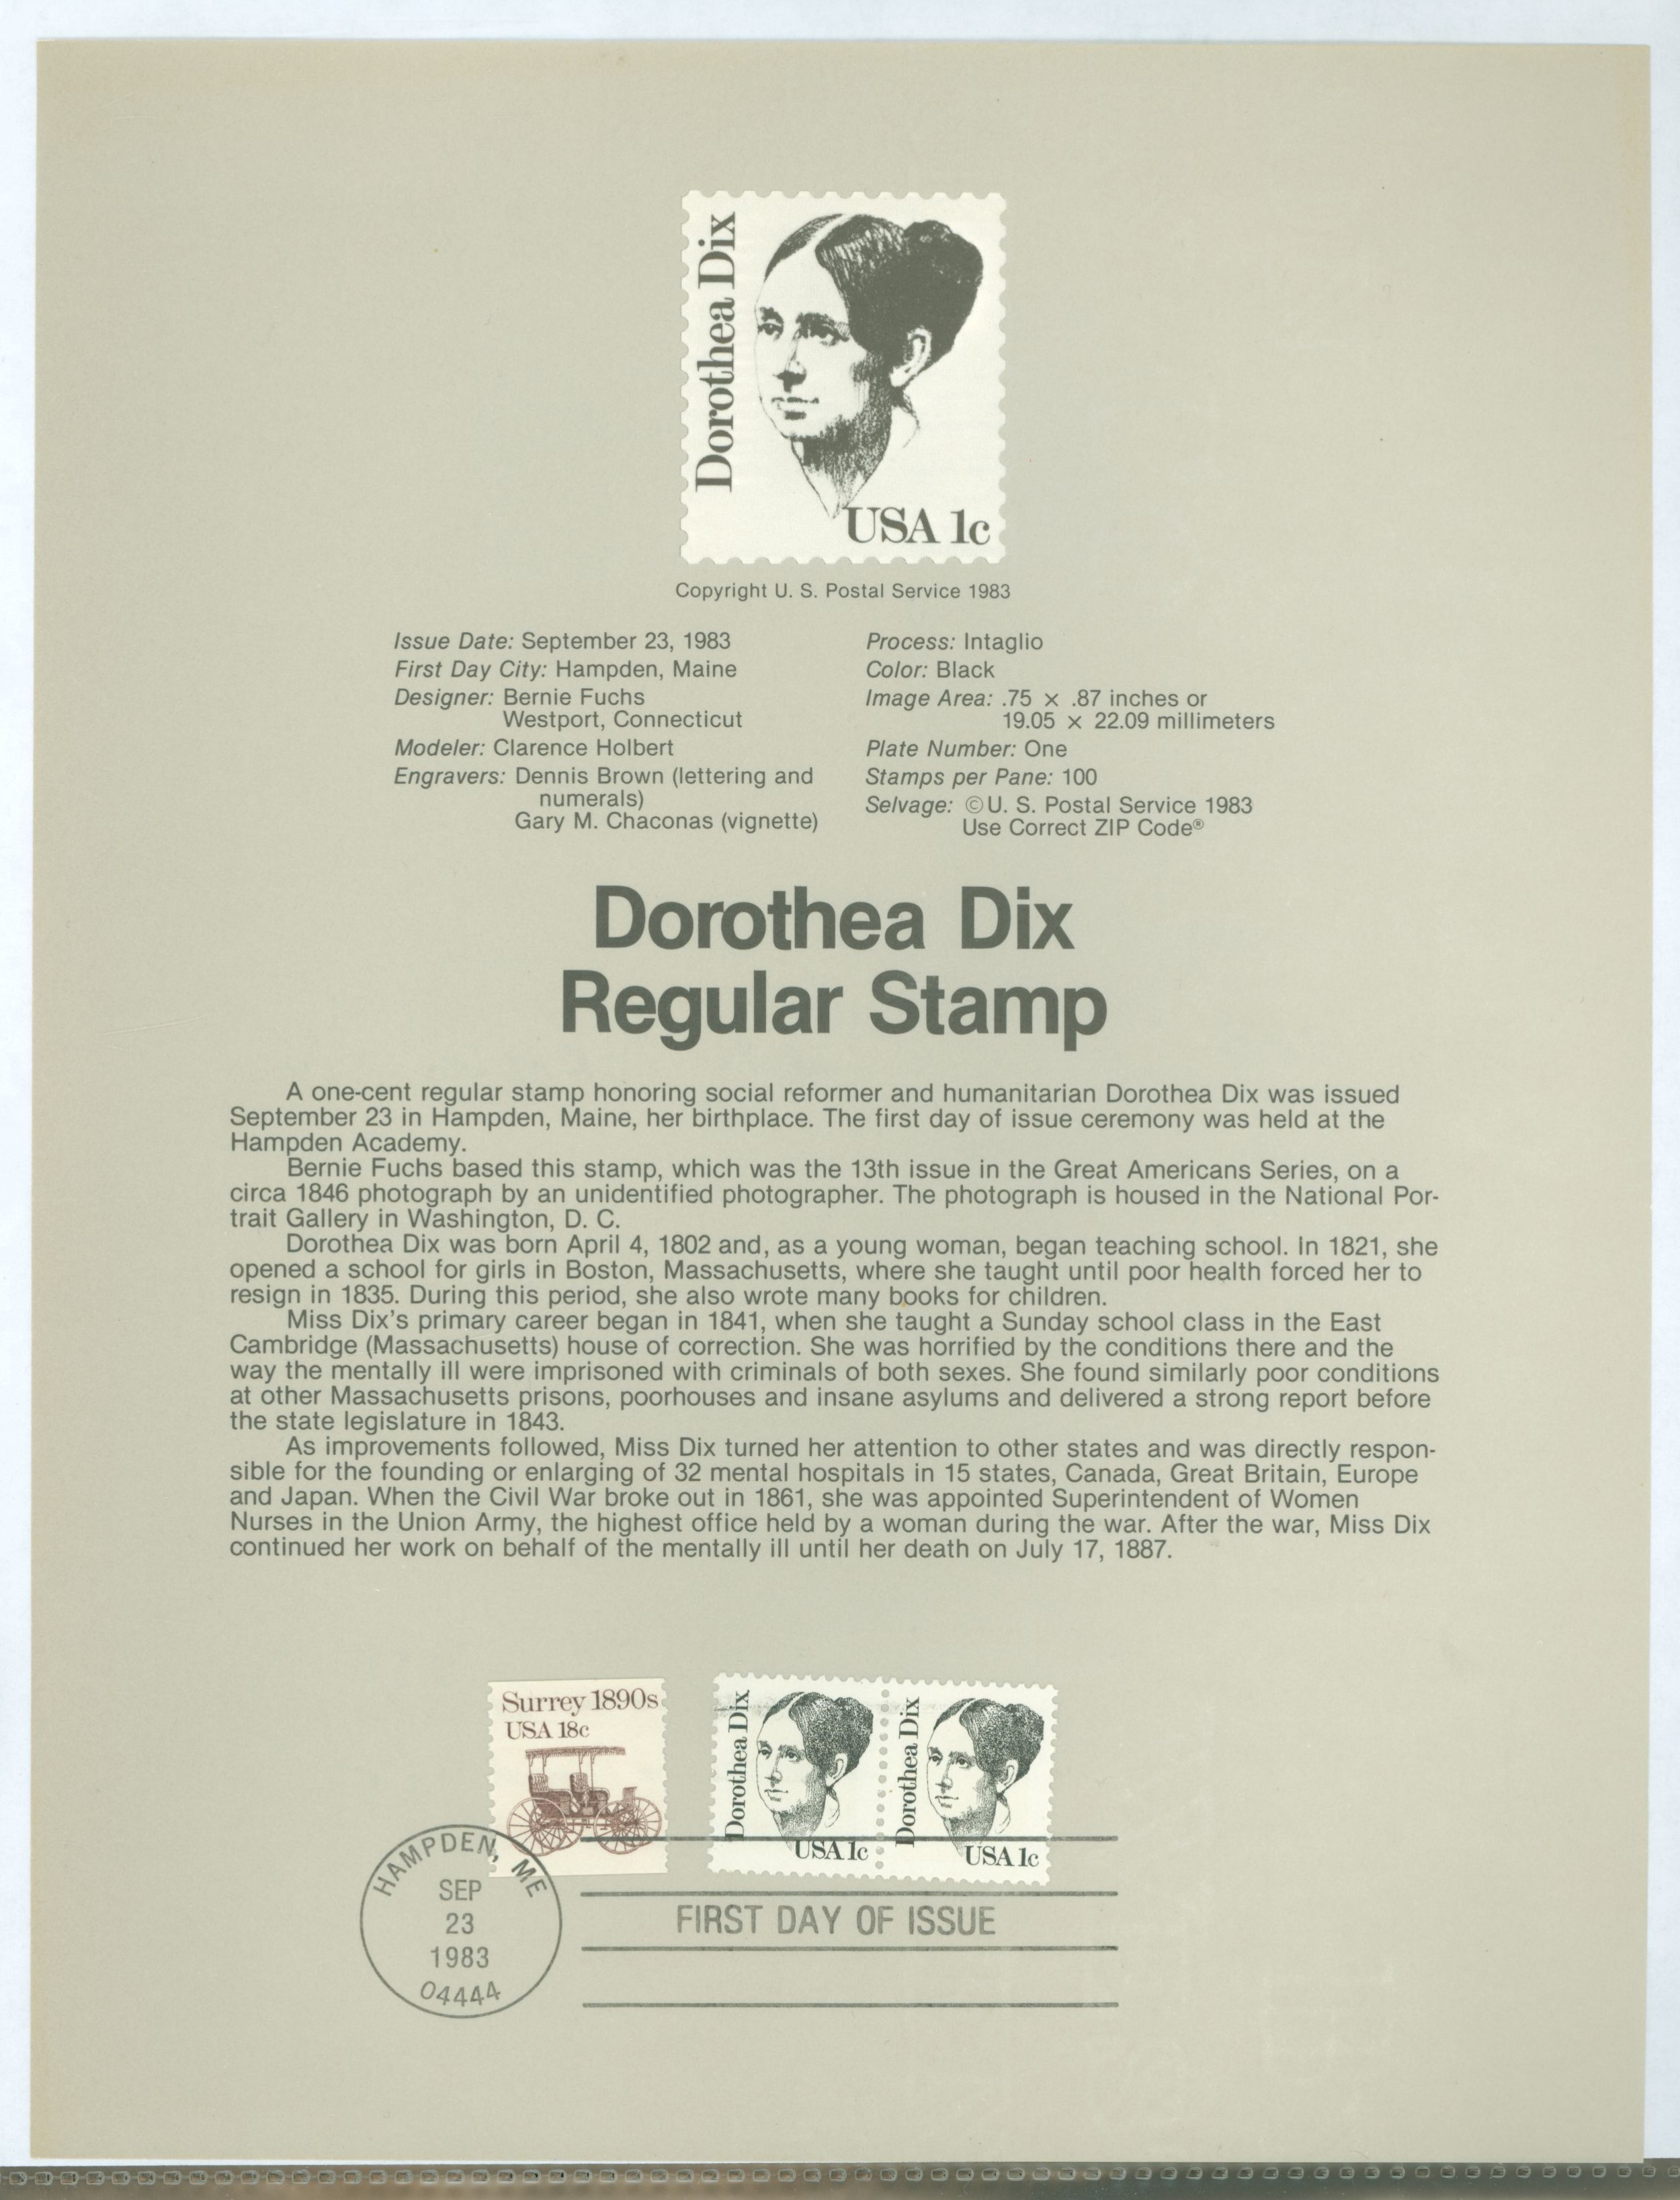 Dorothea Dix
USA 1c
Copyright U. S. Postal Service 1983
Issue Date: September 23, 1983
First Day City: Hampden, Maine
Designer: Bernie Fuchs
Westport, Connecticut
Modeler: Clarence Holbert
Engravers: Dennis Brown (lettering and
numerals)
Gary M. Chaconas (vignette)
Process: Intaglio
Color: Black
Image Area: .75 × .87 inches or
19.05 × 22.09 millimeters
Plate Number: One
Stamps per Pane: 100
Selvage: ©U. S. Postal Service 1983
Use Correct ZIP Code®
Dorothea Dix
Regular Stamp
A one-cent regular stamp honoring social reformer and humanitarian Dorothea Dix was issued
September 23 in Hampden, Maine, her birthplace. The first day of issue ceremony was held at the
Hampden Academy.
Bernie Fuchs based this stamp, which was the 13th issue in the Great Americans Series, on a
circa 1846 photograph by an unidentified photographer. The photograph is housed in the National Por-
trait Gallery in Washington, D. C.
Dorothea Dix was born April 4, 1802 and, as a young woman, began teaching school. In 1821, she
opened a school for girls in Boston, Massachusetts, where she taught until poor health forced her to
resign in 1835. During this period, she also wrote many books for children.
Miss Dix's primary career began in 1841, when she taught a Sunday school class in the East
Cambridge (Massachusetts) house of correction. She was horrified by the conditions there and the
way the mentally ill were imprisoned with criminals of both sexes. She found similarly poor conditions
at other Massachusetts prisons, poorhouses and insane asylums and delivered a strong report before
the state legislature in 1843.
As improvements followed, Miss Dix turned her attention to other states and was directly respon-
sible for the founding or enlarging of 32 mental hospitals in 15 states, Canada, Great Britain, Europe
and Japan. When the Civil War broke out in 1861, she was appointed Superintendent of Women
Nurses in the Union Army, the highest office held by a woman during the war. After the war, Miss Dix
continued her work on behalf of the mentally ill until her death on July 17, 1887.
Surrey 1890s
USA 18c
Dorothea Dix
USA 1c
Dorothea Dix
USA 1c
HAMPDEN, ME
SEP
23
1983
04444
FIRST DAY OF ISSUE